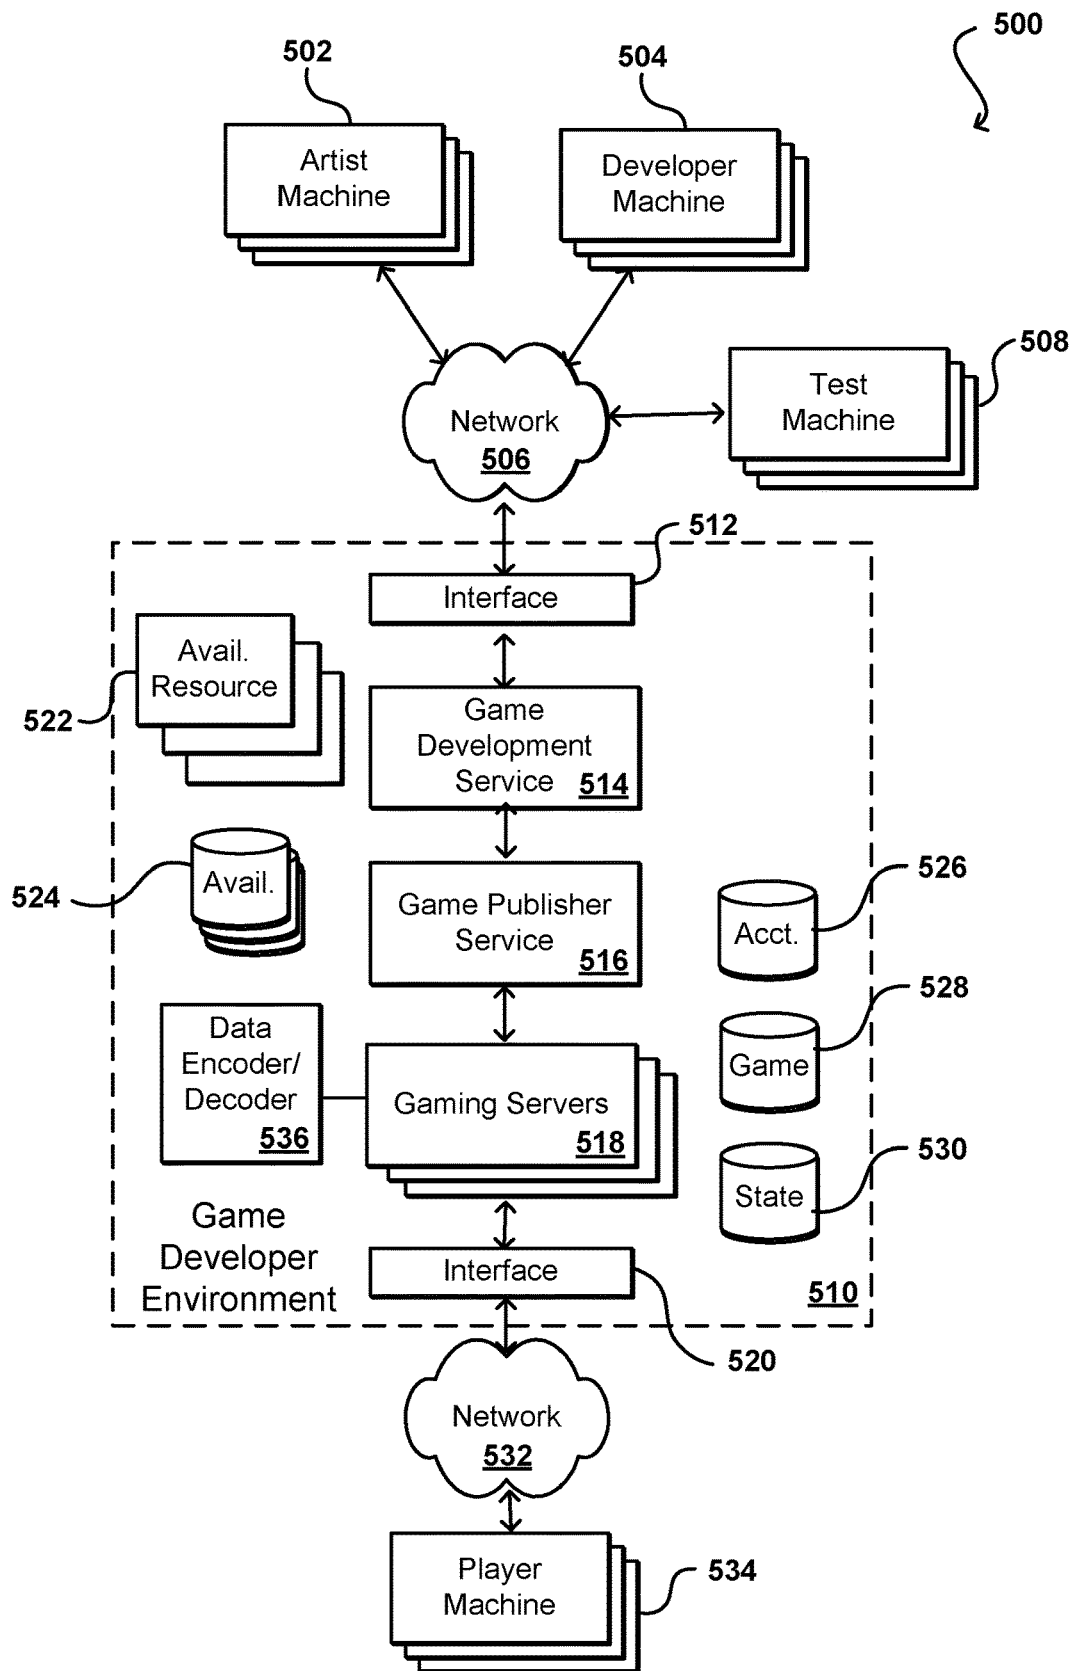 500
502
504
Artist
Machine
Developer
Machine
508
Test
Machine
Network
506
512
Interface
Avail.
Resource
522
Game
Development
Service
514
524
Avail.
Game Publisher
Service
516
526
Acct.
528
Game
Data
Encoder/
Decoder
536
Gaming Servers
518
530
State
Game
Developer
Environment
Interface
510
520
Network
532
Player
Machine
534